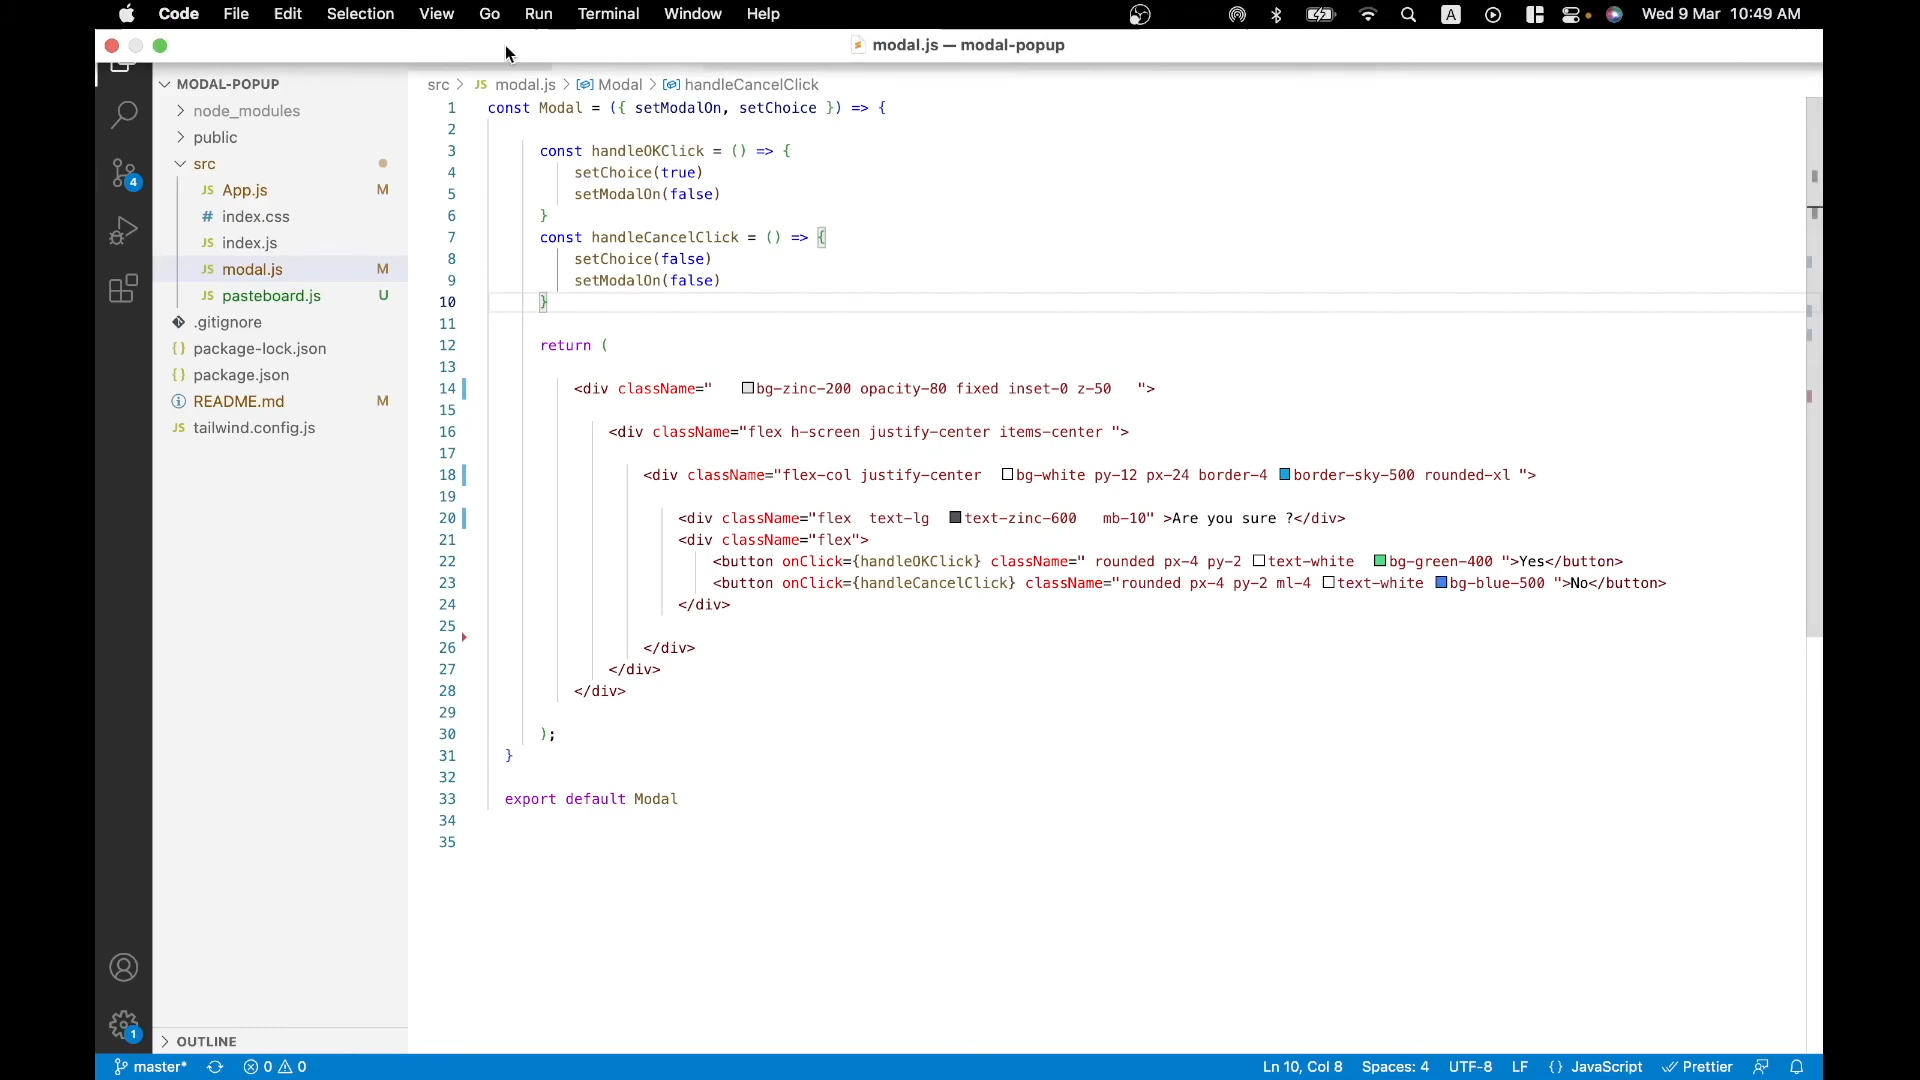 Code File Edit Selection View Go Run Terminal Window Help A Wed 9 Mar 10:49 AM
modal.js — modal-popup
MODAL-POPUP
node_modules
public
src
JS App.js M
# index.css
JS index.js
JS modal.js M
JS pasteboard.js U
.gitignore
{} package-lock.json
{} package.json
README.md M
JS tailwind.config.js
OUTLINE
4
1
src > JS modal.js > Modal > handleCancelClick
1 const Modal = ({ setModalOn, setChoice }) => {
2
3 const handleOKClick = () => {
4 setChoice(true)
5 setModalOn(false)
6 }
7 const handleCancelClick = () => {
8 setChoice(false)
9 setModalOn(false)
10 }
11
12 return (
13
14 <div className="   bg-zinc-200 opacity-80 fixed inset-0 z-50   ">
15
16 <div className="flex h-screen justify-center items-center ">
17
18 <div className="flex-col justify-center  bg-white py-12 px-24 border-4 border-sky-500 rounded-xl ">
19
20 <div className="flex  text-lg  text-zinc-600   mb-10" >Are you sure ?</div>
21 <div className="flex">
22 <button onClick={handleOKClick} className=" rounded px-4 py-2 text-white  bg-green-400 ">Yes</button>
23 <button onClick={handleCancelClick} className="rounded px-4 py-2 ml-4 text-white bg-blue-500 ">No</button>
24 </div>
25
26 </div>
27 </div>
28 </div>
29
30 );
31 }
32
33 export default Modal
34
35
master* 0 0 Ln 10, Col 8 Spaces: 4 UTF-8 LF {} JavaScript Prettier